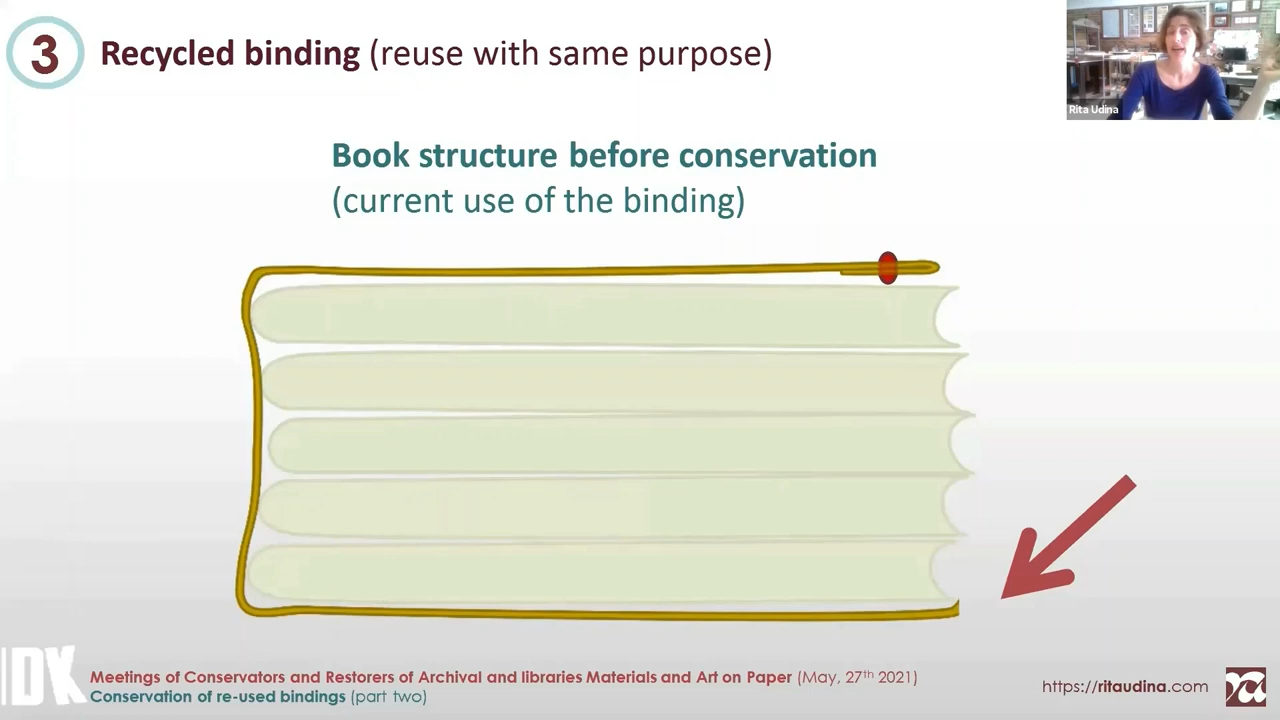 3
Recycled binding (reuse with same purpose)
Rita Udina
Book structure before conservation
(current use of the binding)
IDK
Meetings of Conservators and Restorers of Archival and libraries Materials and Art on Paper (May, 27th 2021)
Conservation of re-used bindings (part two)
https://ritaudina.com